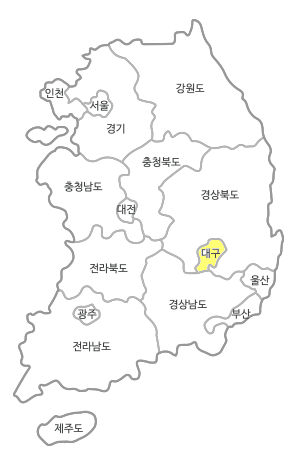 강원도
인천
서울
경기
충청북도
충청남도
경상북도
대전
대구
전라북도
울산
경상남도
광주
부산
전라남도
제주도